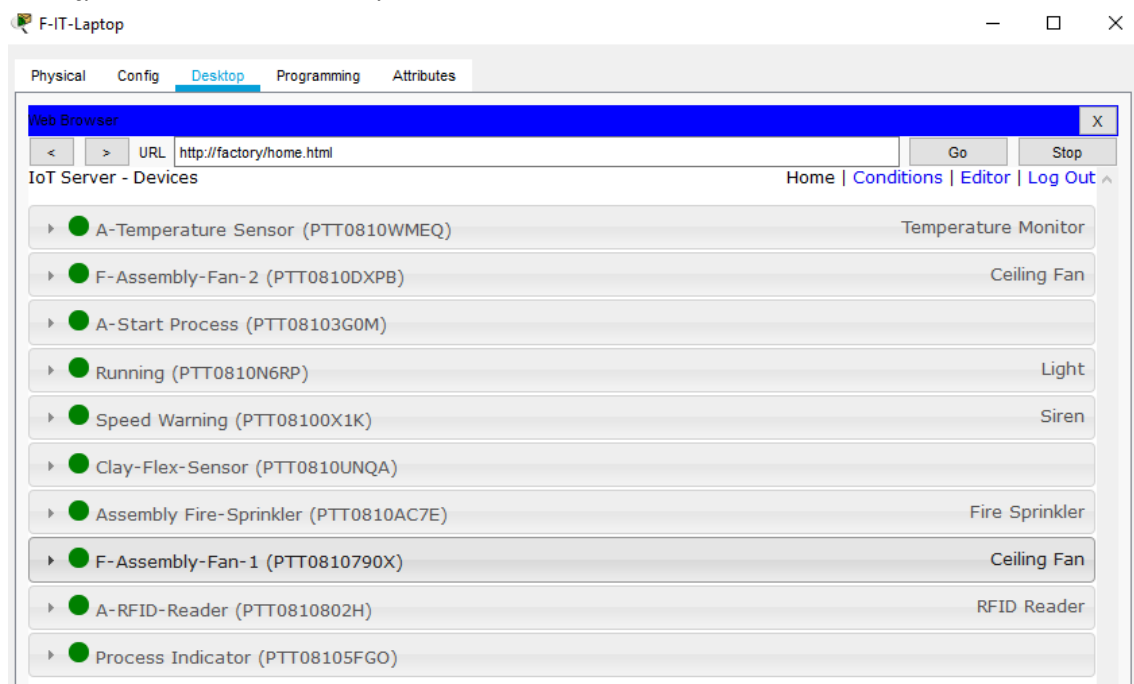 F-IT-Laptop
Physical Config Desktop Programming Attributes
Web Browser X
< > URL http://factory/home.html Go Stop
IoT Server - Devices Home | Conditions | Editor | Log Out
A-Temperature Sensor (PTT0810WMEQ) Temperature Monitor
F-Assembly-Fan-2 (PTT0810DXPB) Ceiling Fan
A-Start Process (PTT08103G0M)
Running (PTT0810N6RP) Light
Speed Warning (PTT08100X1K) Siren
Clay-Flex-Sensor (PTT0810UNQA)
Assembly Fire-Sprinkler (PTT0810AC7E) Fire Sprinkler
F-Assembly-Fan-1 (PTT0810790X) Ceiling Fan
A-RFID-Reader (PTT0810802H) RFID Reader
Process Indicator (PTT08105FGO)